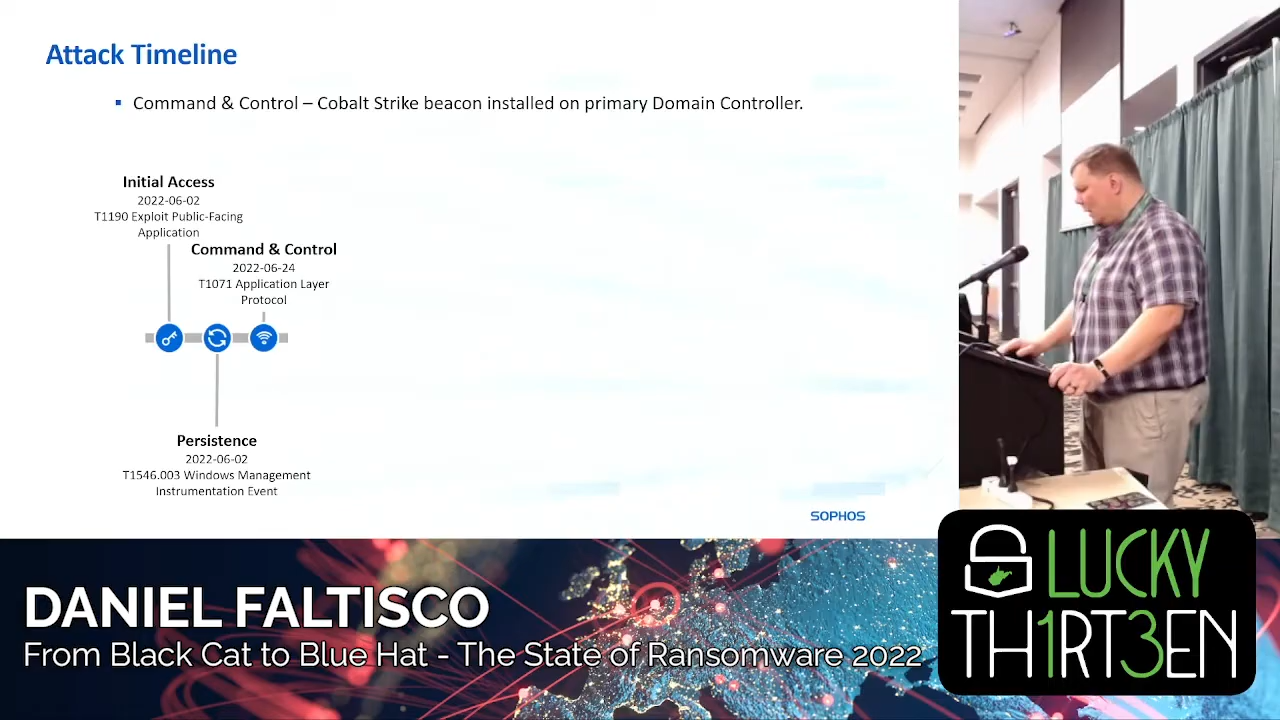 Attack Timeline
▪ Command & Control – Cobalt Strike beacon installed on primary Domain Controller.
Initial Access
2022-06-02
T1190 Exploit Public-Facing
Application
Command & Control
2022-06-24
T1071 Application Layer
Protocol
Persistence
2022-06-02
T1546.003 Windows Management
Instrumentation Event
SOPHOS
DANIEL FALTISCO
From Black Cat to Blue Hat - The State of Ransomware 2022
LUCKY
TH1RT3EN